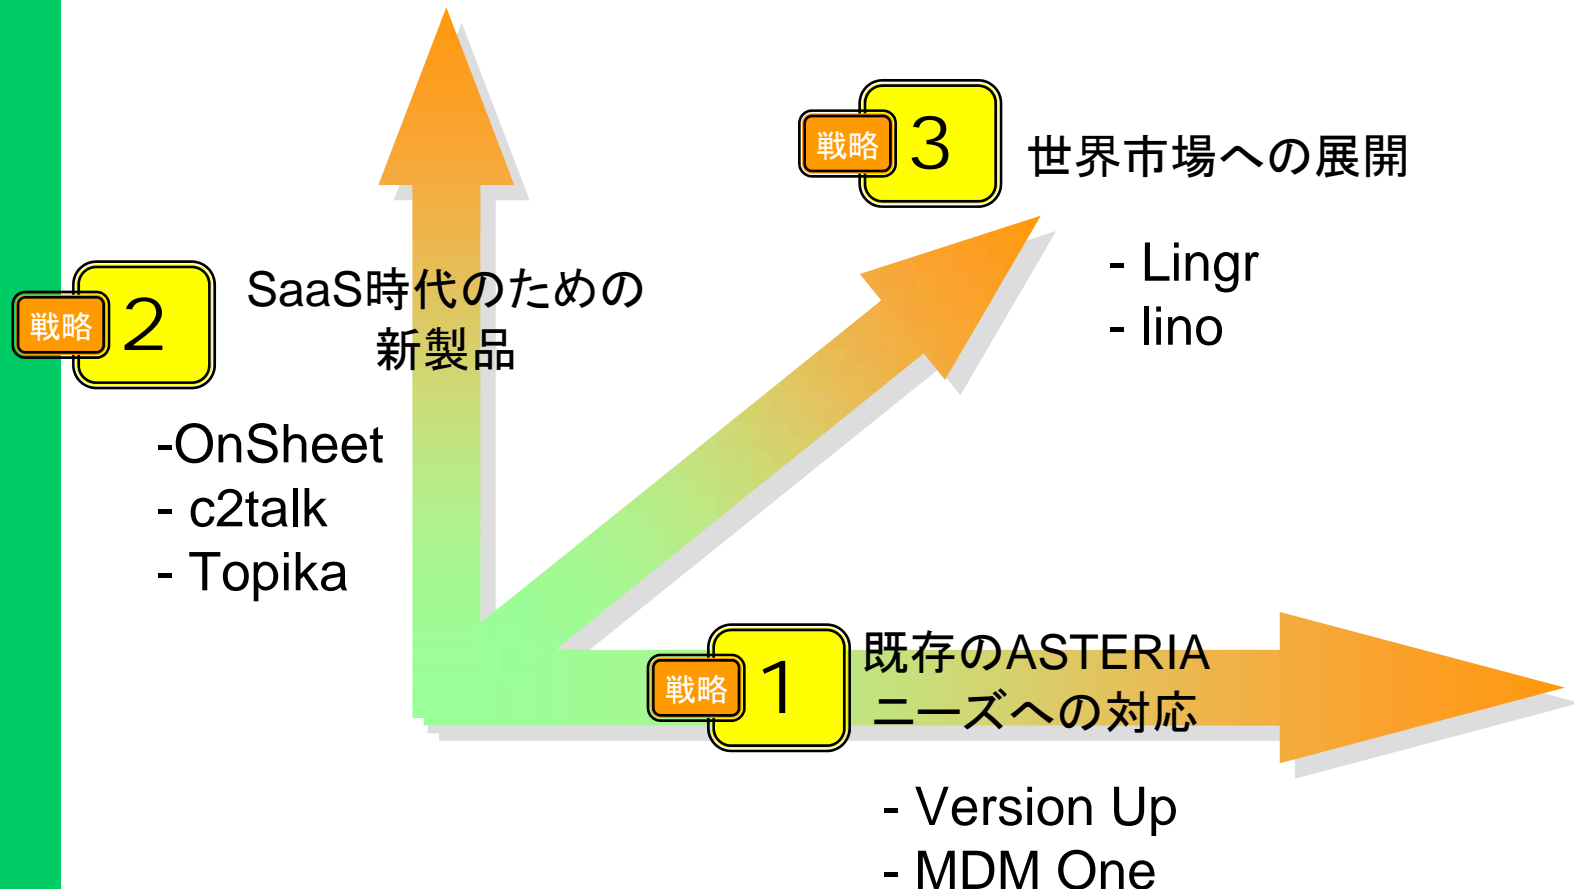 戦略
3
世界市場への展開
- Lingr
- lino
戦略
2
SaaS時代のための
新製品
-OnSheet
- c2talk
- Topika
戦略
1
既存のASTERIA
ニーズへの対応
- Version Up
- MDM One